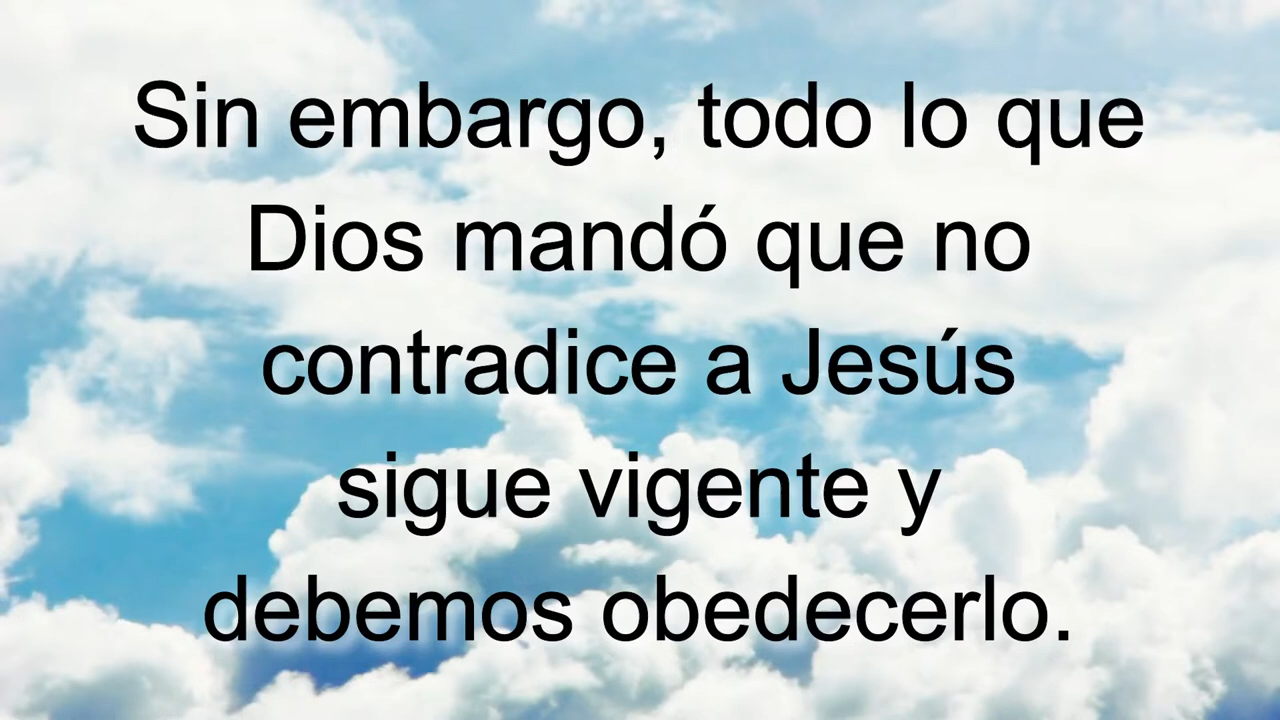 Sin embargo, todo lo que
Dios mandó que no
contradice a Jesús
sigue vigente y
debemos obedecerlo.